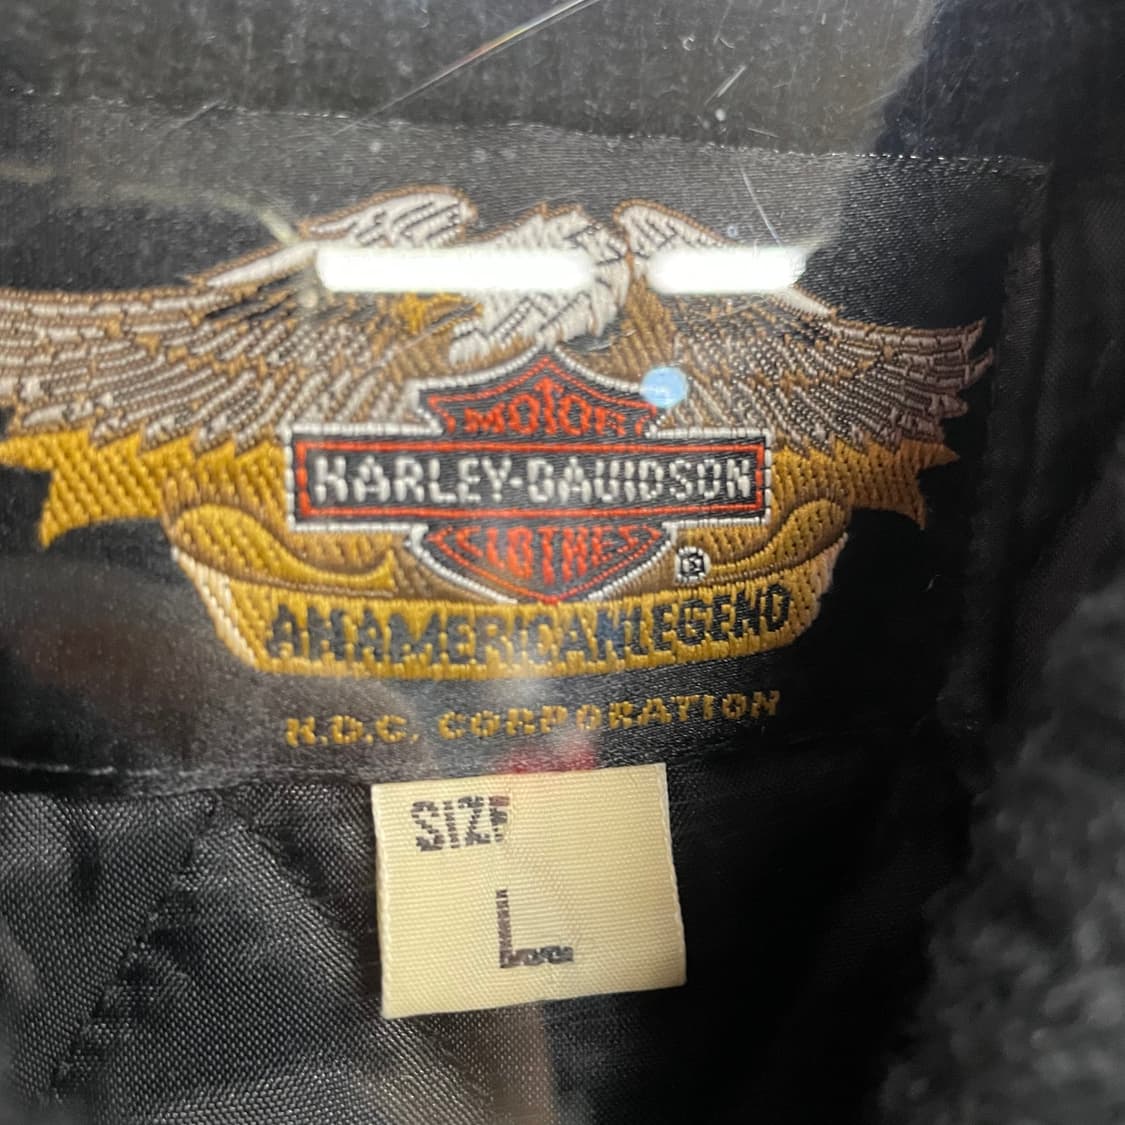 MOTOR
HARLEY-DAVIDSON
CLOTHES
®
AN AMERICAN LEGEND
H.D.C. CORPORATION
SIZE
L